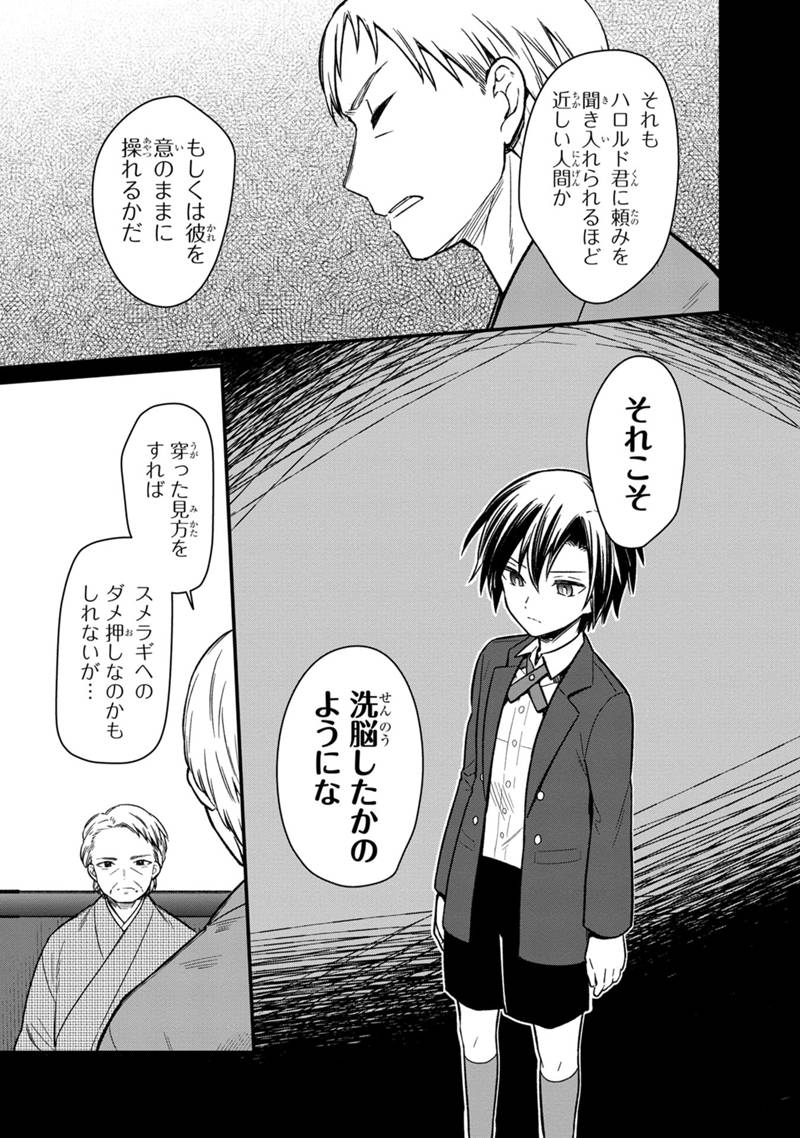 それも
ハロルド君に頼みを
聞き入れられるほど
近しい人間か
もしくは彼を
意のままに
操れるかだ
それこそ
洗脳したかの
ようにな
穿った見方を
すれば
スメラギへの
ダメ押しなのかも
しれないが…